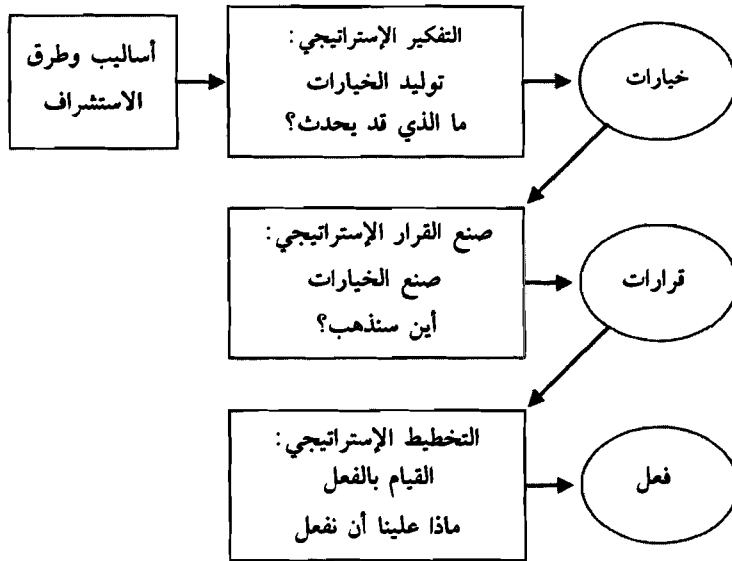 أساليب وطرق
الاستشراف
التفكير الإستراتيجي:
توليد الخيارات
ما الذي قد يحدث؟
خيارات
صنع القرار الإستراتيجي:
صنع الخيارات
أين سنذهب؟
قرارات
التخطيط الإستراتيجي:
القيام بالفعل
ماذا علينا أن نفعل
فعل